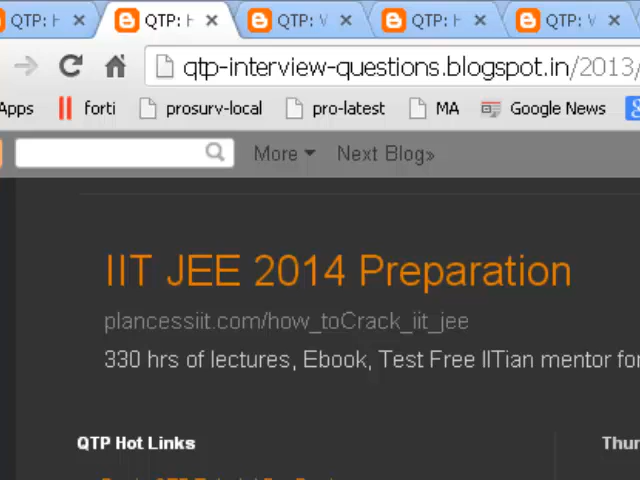 QTP: H QTP: H QTP: V QTP: H QTP: V
qtp-interview-questions.blogspot.in/2013/
Apps forti prosurv-local pro-latest MA Google News
More Next Blog»
IIT JEE 2014 Preparation
plancessiit.com/how_toCrack_iit_jee
330 hrs of lectures, Ebook, Test Free IITian mentor for
QTP Hot Links
Thur